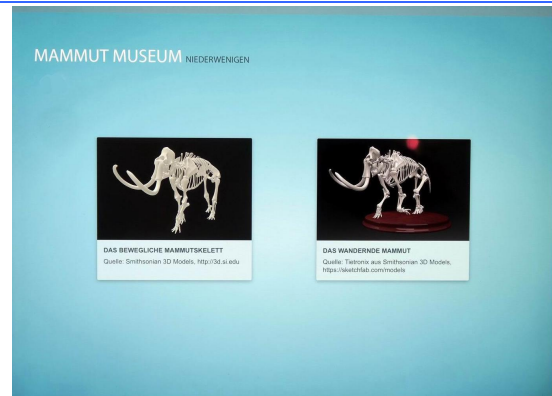 MAMMUT MUSEUM NIEDERWENIGEN
DAS BEWEGLICHE MAMMUTSKELETT
Quelle: Smithsonian 3D Models, http://3d.si.edu
DAS WANDERNDE MAMMUT
Quelle: Tietronix aus Smithsonian 3D Models,
https://sketchfab.com/models